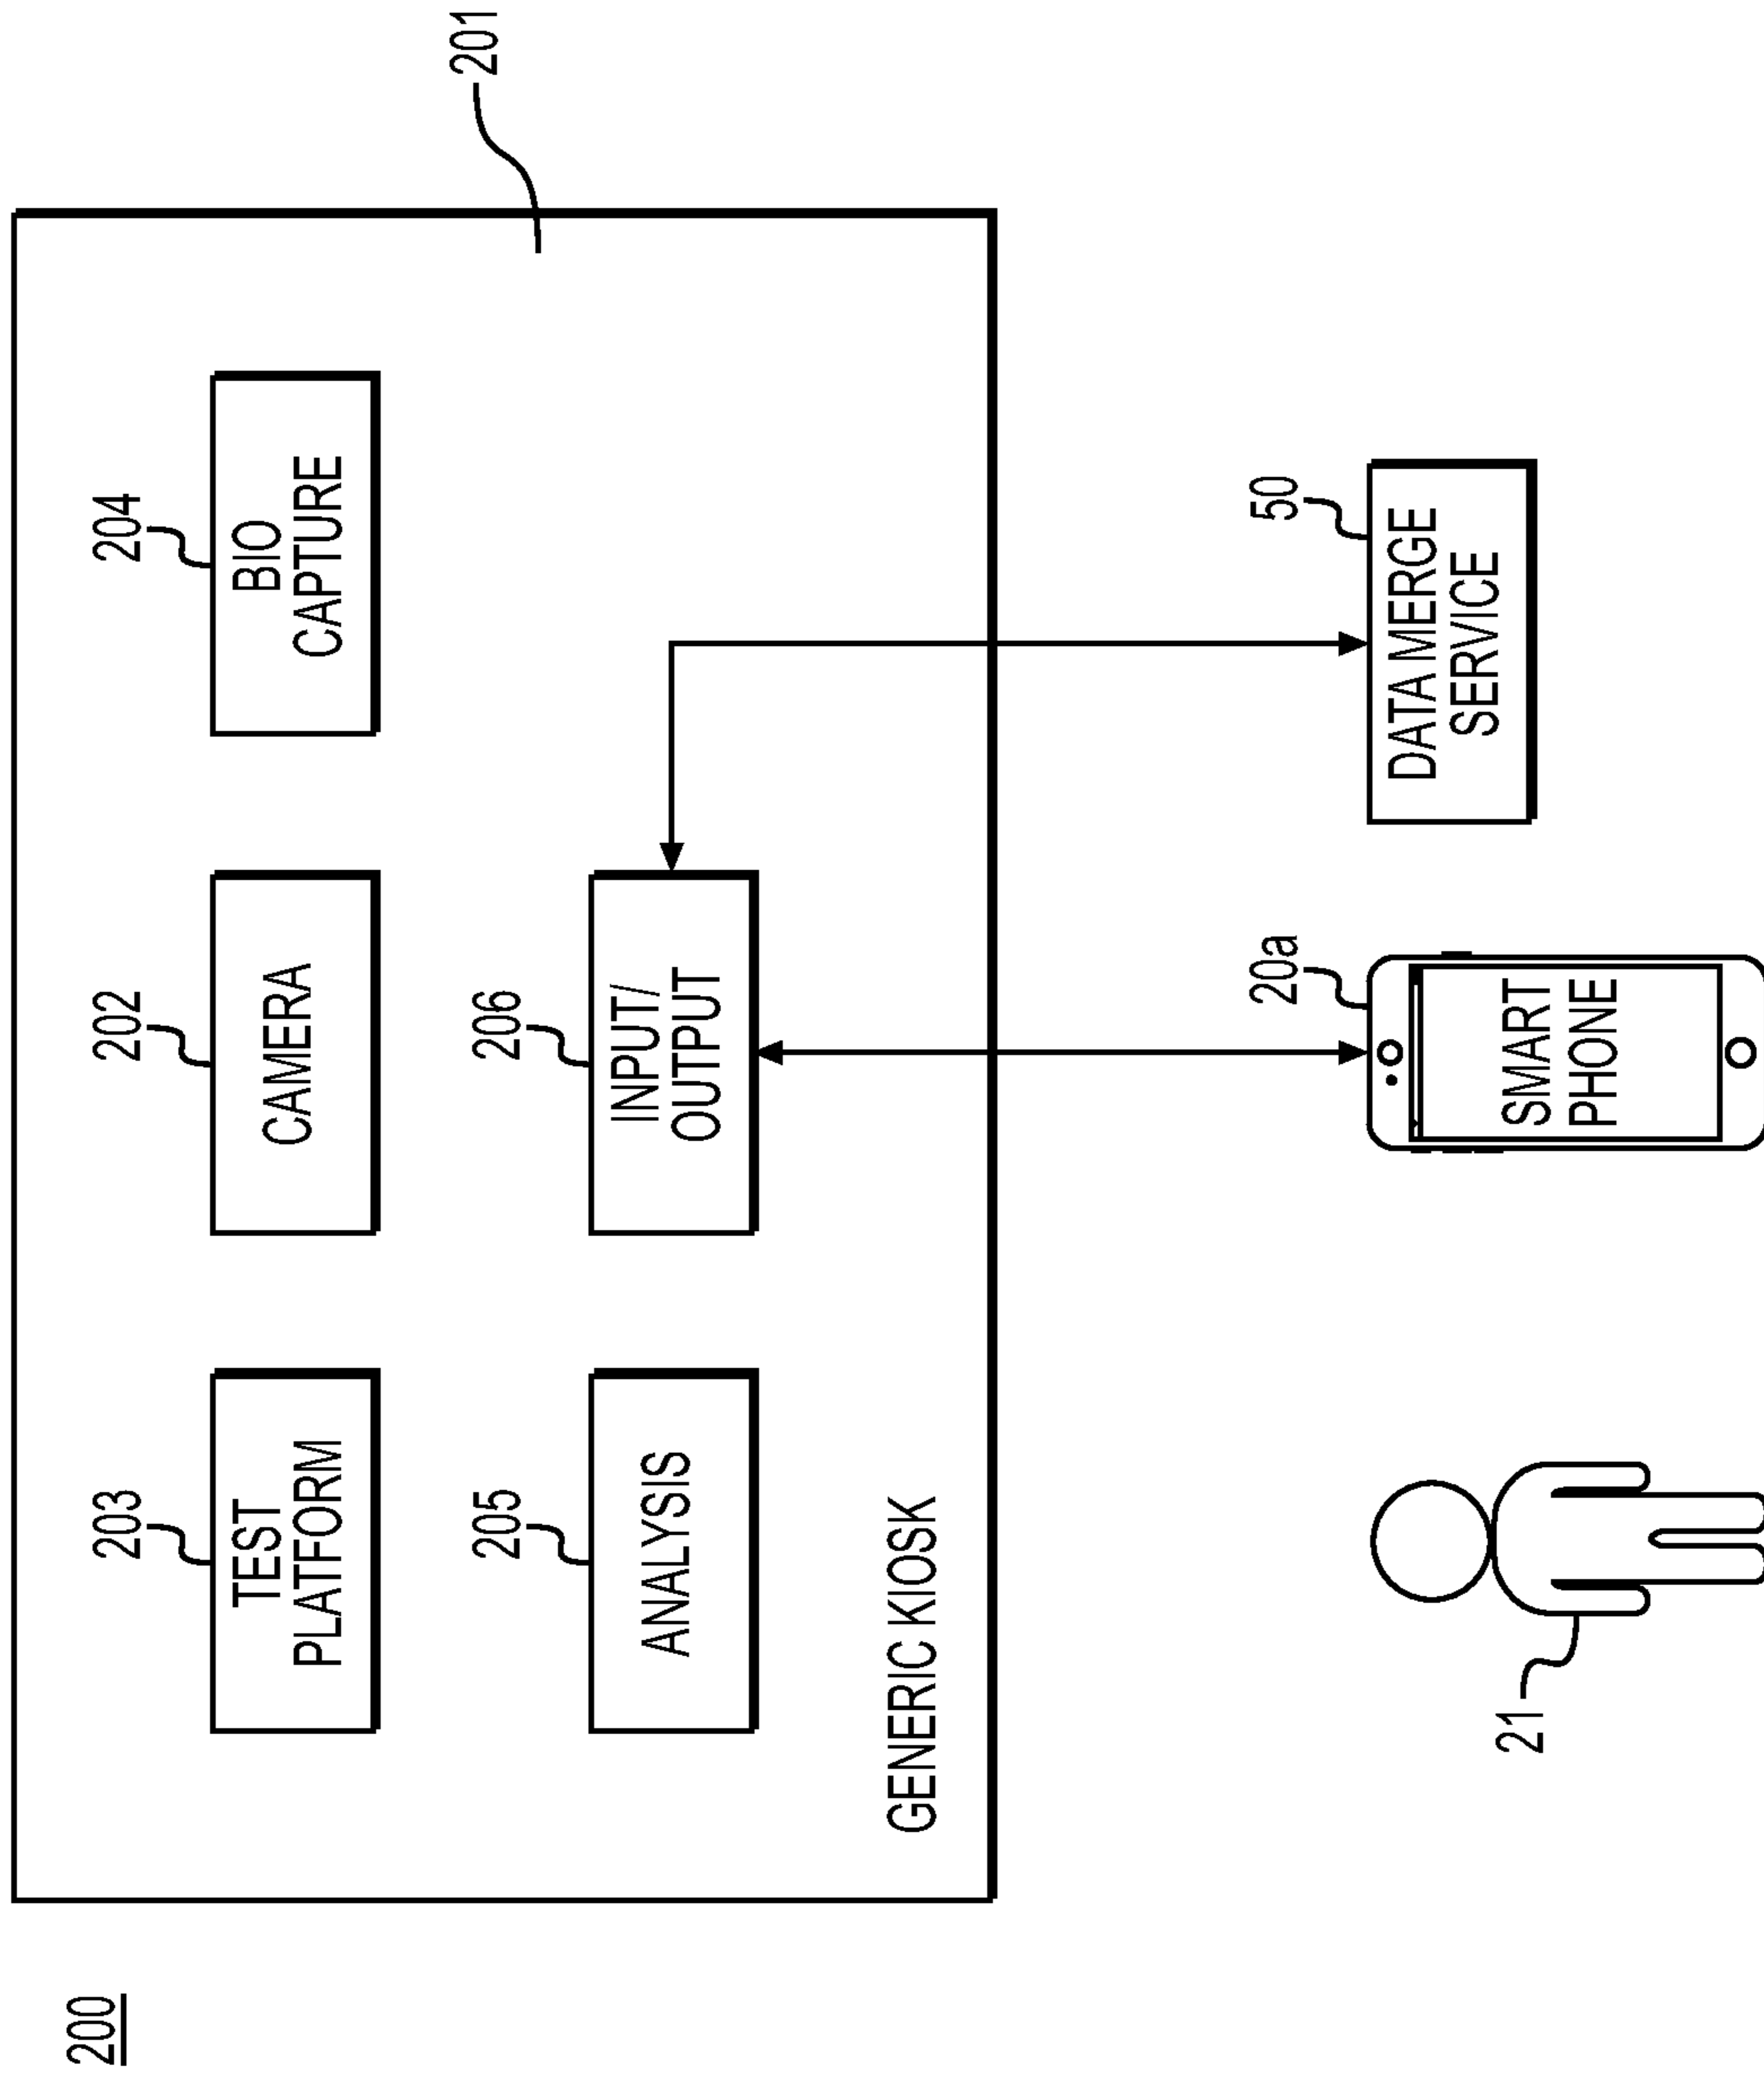 200
203
202
204
TEST
PLATFORM
CAMERA
BIO
CAPTURE
201
205
206
ANALYSIS
INPUT/
OUTPUT
GENERIC KIOSK
20a
50
SMART
PHONE
DATA MERGE
SERVICE
21